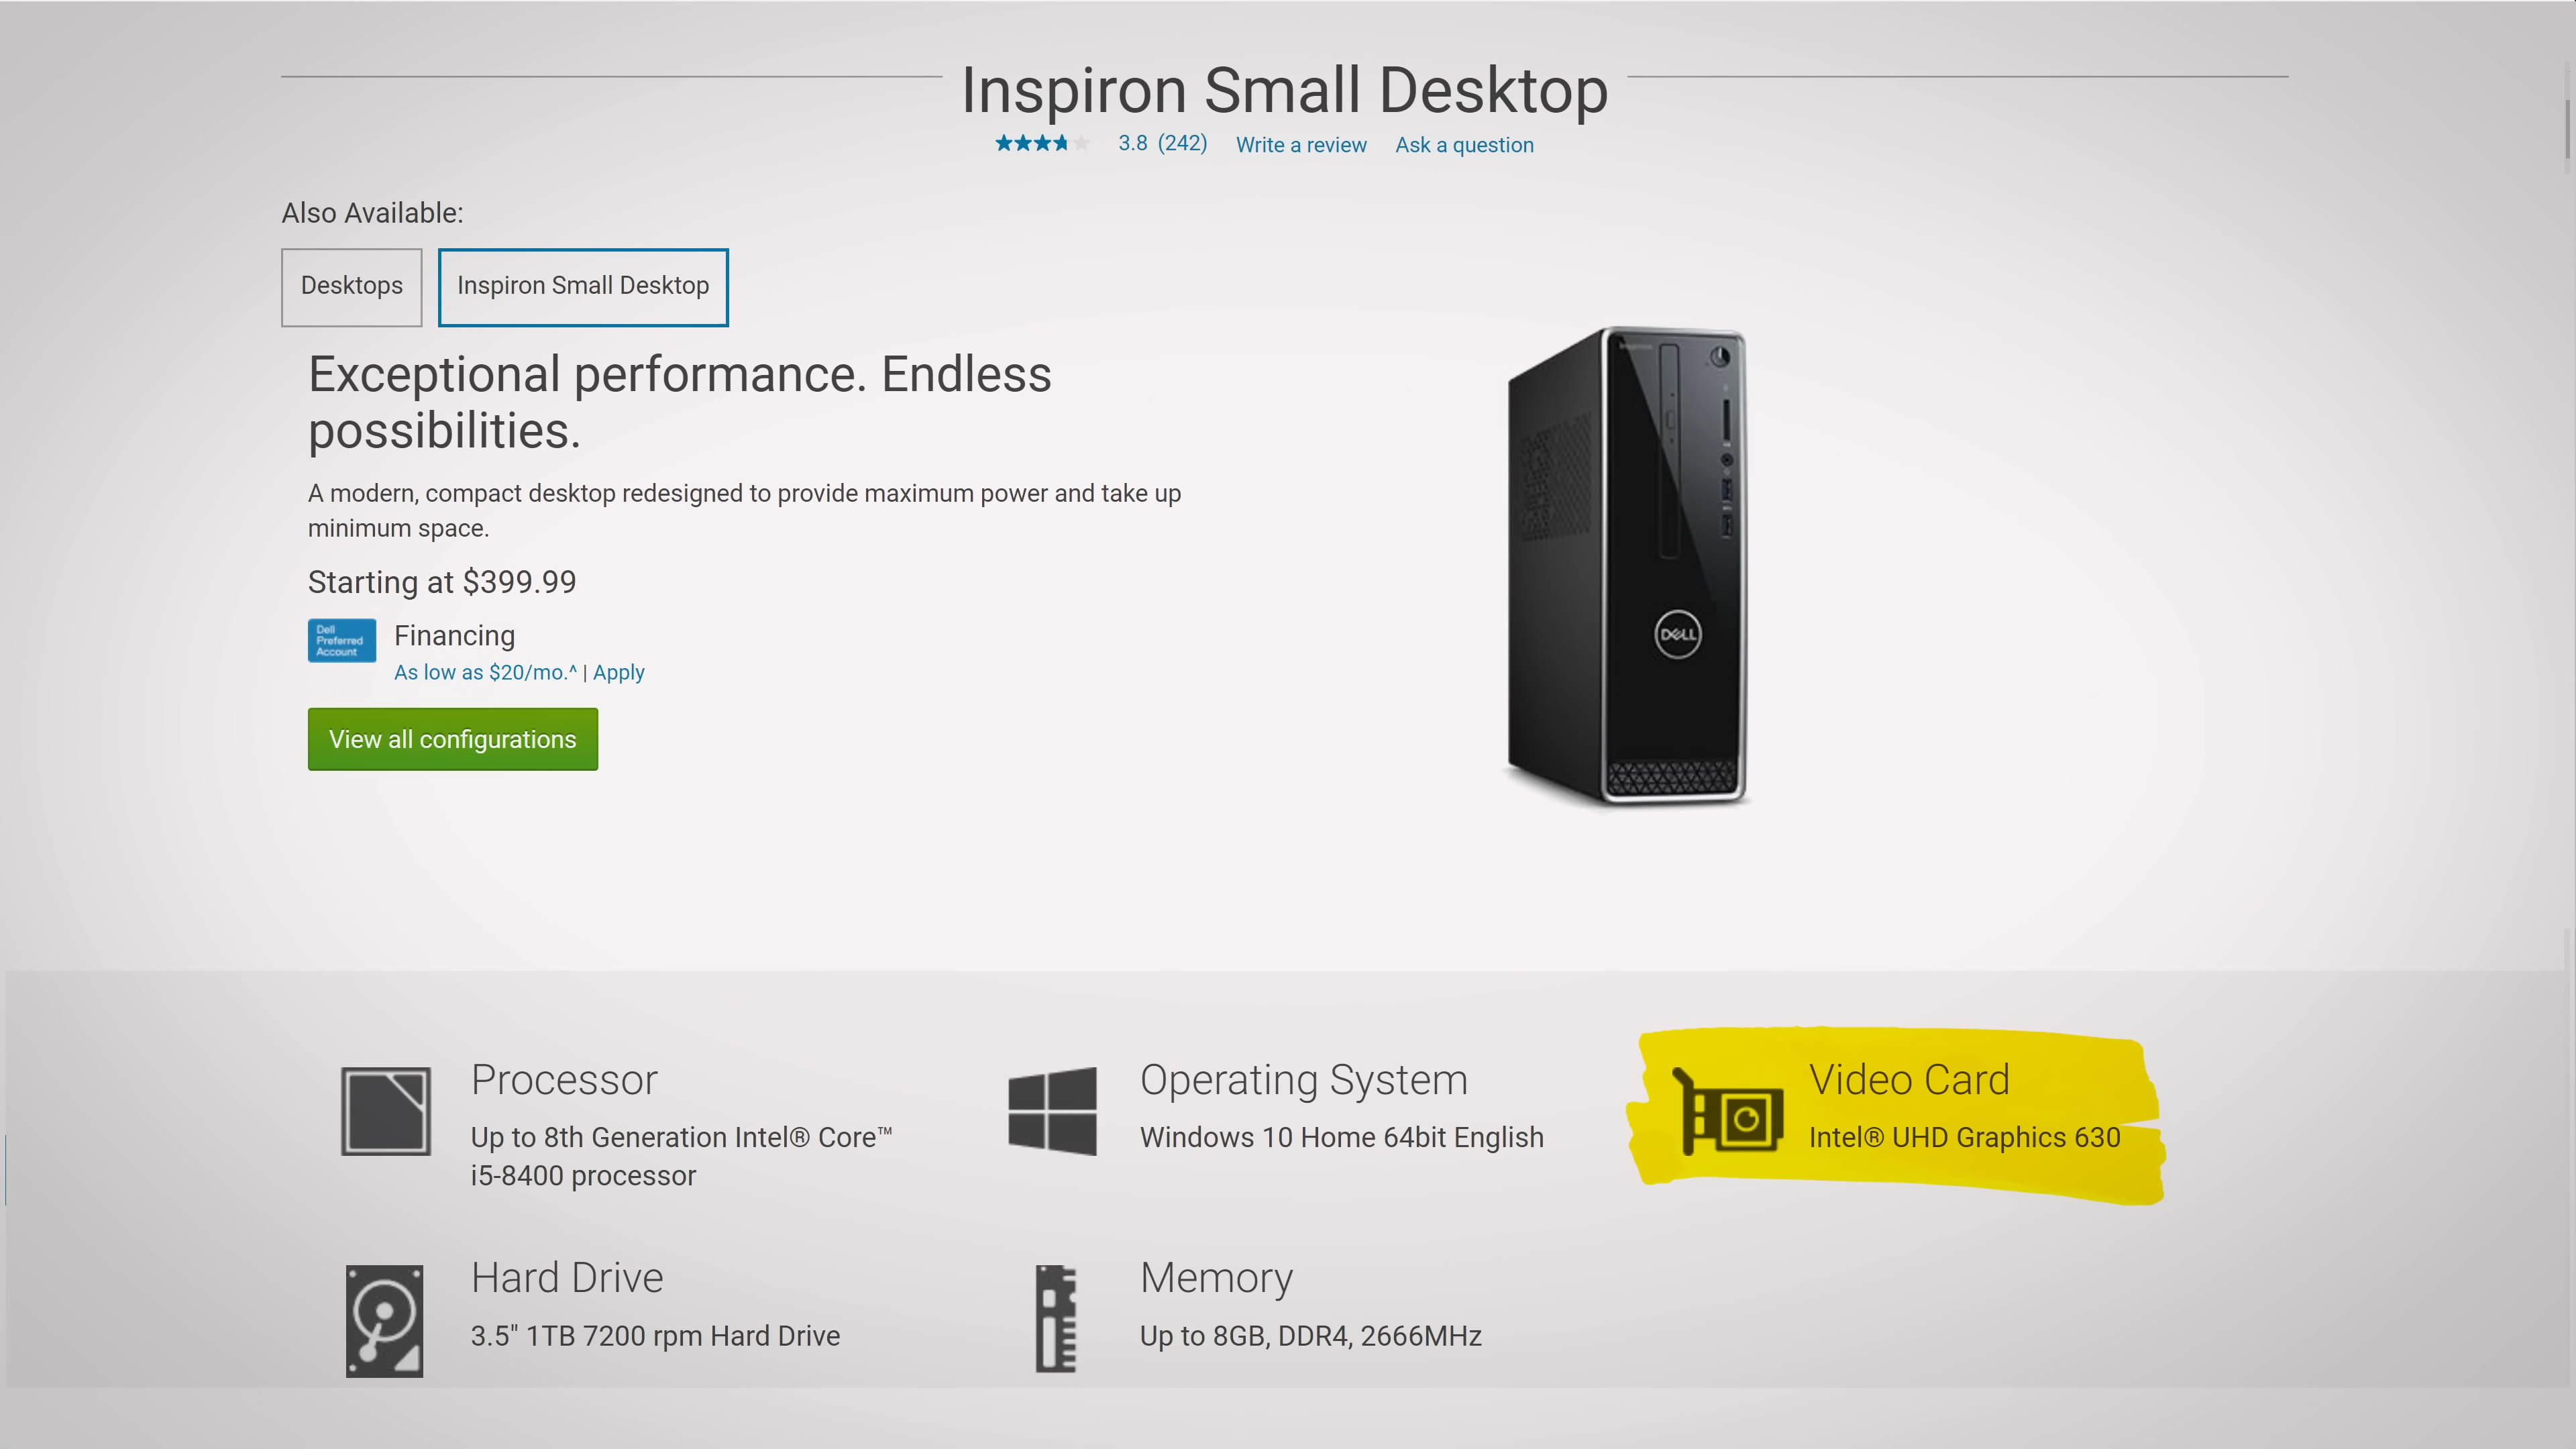 Inspiron Small Desktop
3.8 (242) Write a review Ask a question
Also Available:
Desktops
Inspiron Small Desktop
Exceptional performance. Endless
possibilities.
A modern, compact desktop redesigned to provide maximum power and take up
minimum space.
Starting at $399.99
Dell
Preferred
Account
Financing
As low as $20/mo.^ | Apply
View all configurations
DELL
Processor
Up to 8th Generation Intel® Core™
i5-8400 processor
Operating System
Windows 10 Home 64bit English
Video Card
Intel® UHD Graphics 630
Hard Drive
3.5" 1TB 7200 rpm Hard Drive
Memory
Up to 8GB, DDR4, 2666MHz